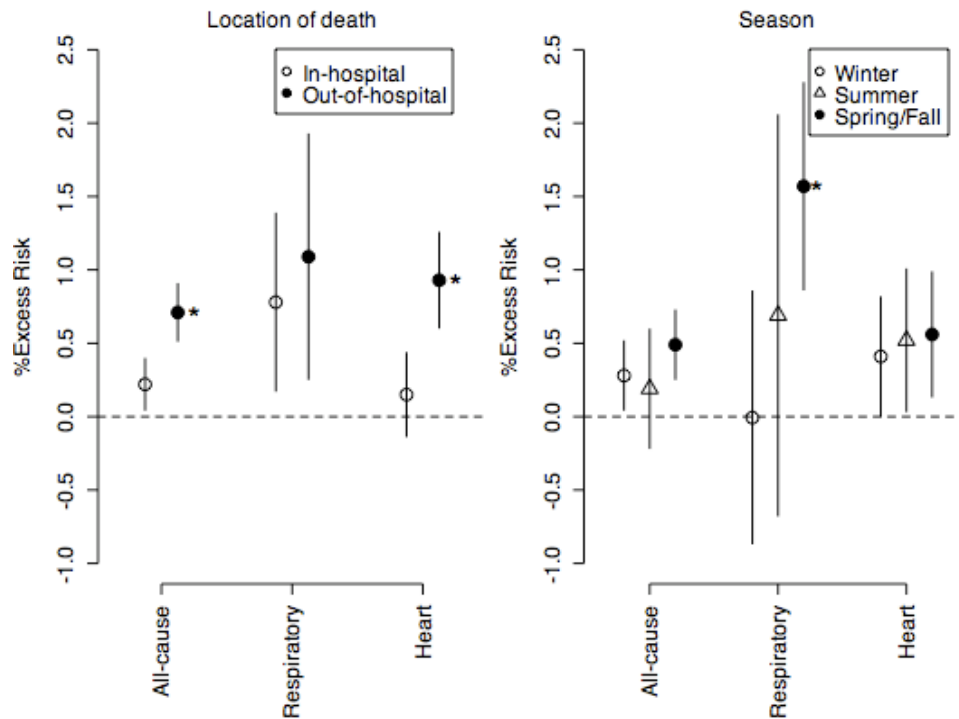 Location of death
%Excess Risk
2.5
2.0
1.5
1.0
0.5
0.0
-0.5
-1.0
In-hospital
Out-of-hospital
*
*
All-cause
Respiratory
Heart
Season
%Excess Risk
2.5
2.0
1.5
1.0
0.5
0.0
-0.5
-1.0
Winter
Summer
Spring/Fall
*
All-cause
Respiratory
Heart